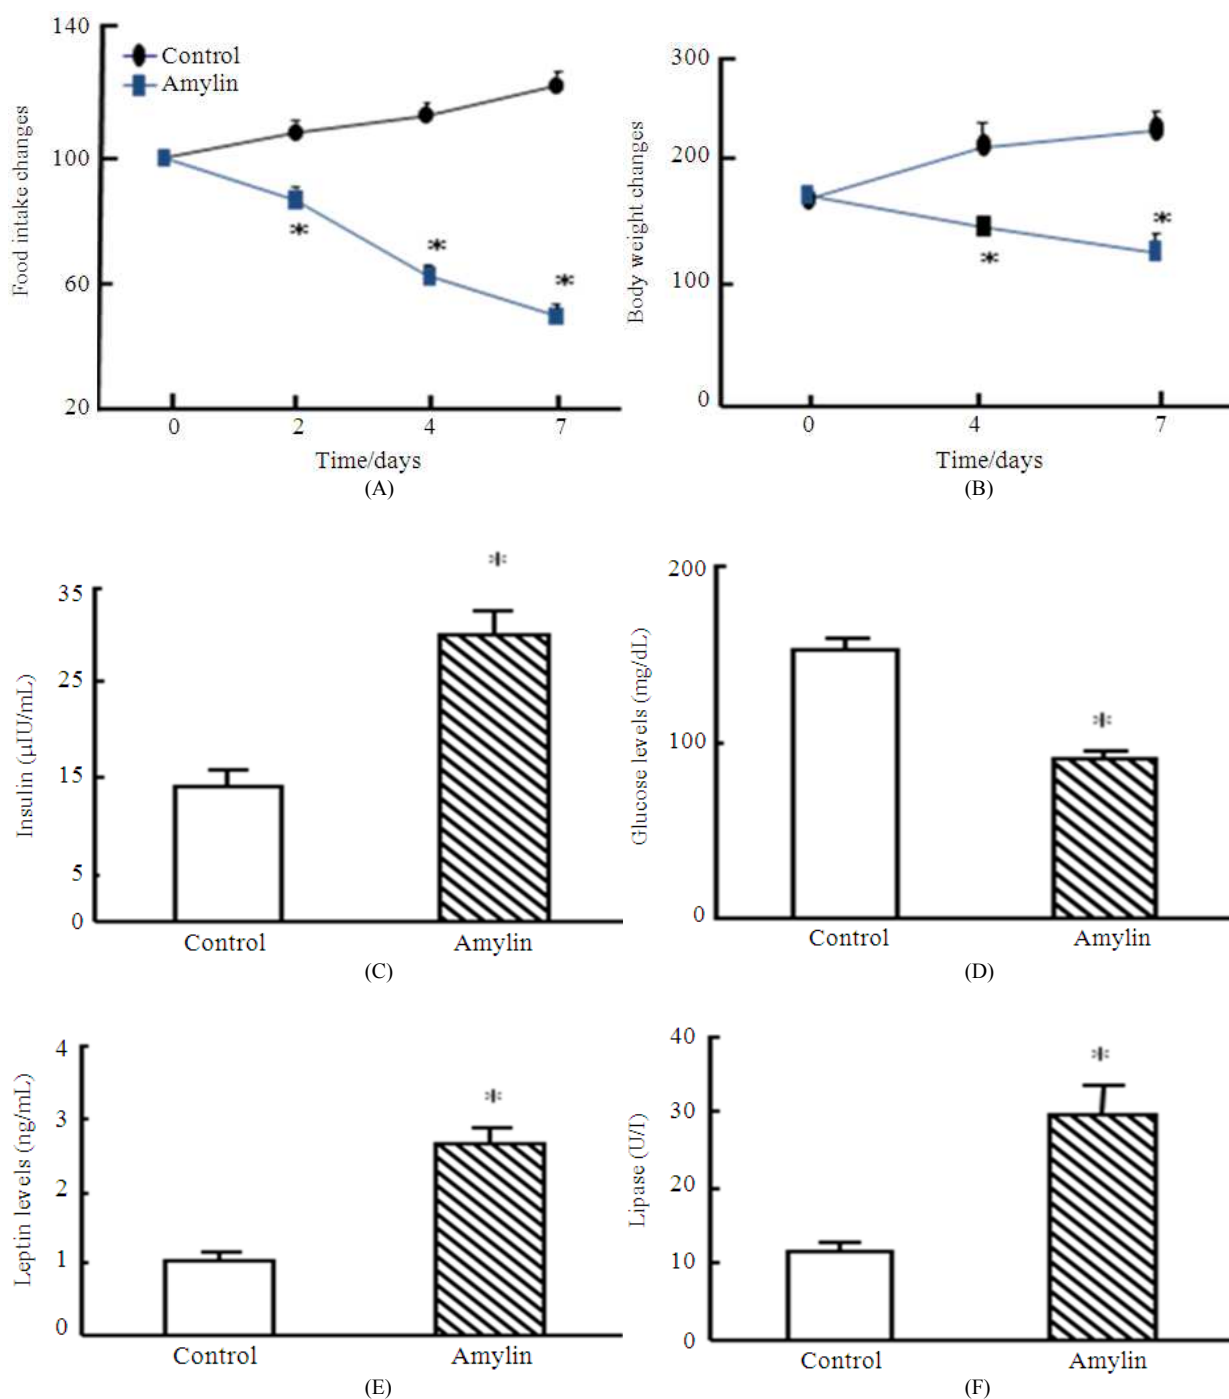 140
100
60
20
Food intake changes
Control
Amylin
*
*
*
0 2 4 7
Time/days
(A)
300
200
100
0
Body weight changes
*
*
0 4 7
Time/days
(B)
35
25
15
5
0
Insulin (µIU/mL)
*
Control Amylin
(C)
200
100
0
Glucose levels (mg/dL)
*
Control Amylin
(D)
4
3
2
1
0
Leptin levels (ng/mL)
*
Control Amylin
(E)
40
30
20
10
0
Lipase (U/I)
*
Control Amylin
(F)